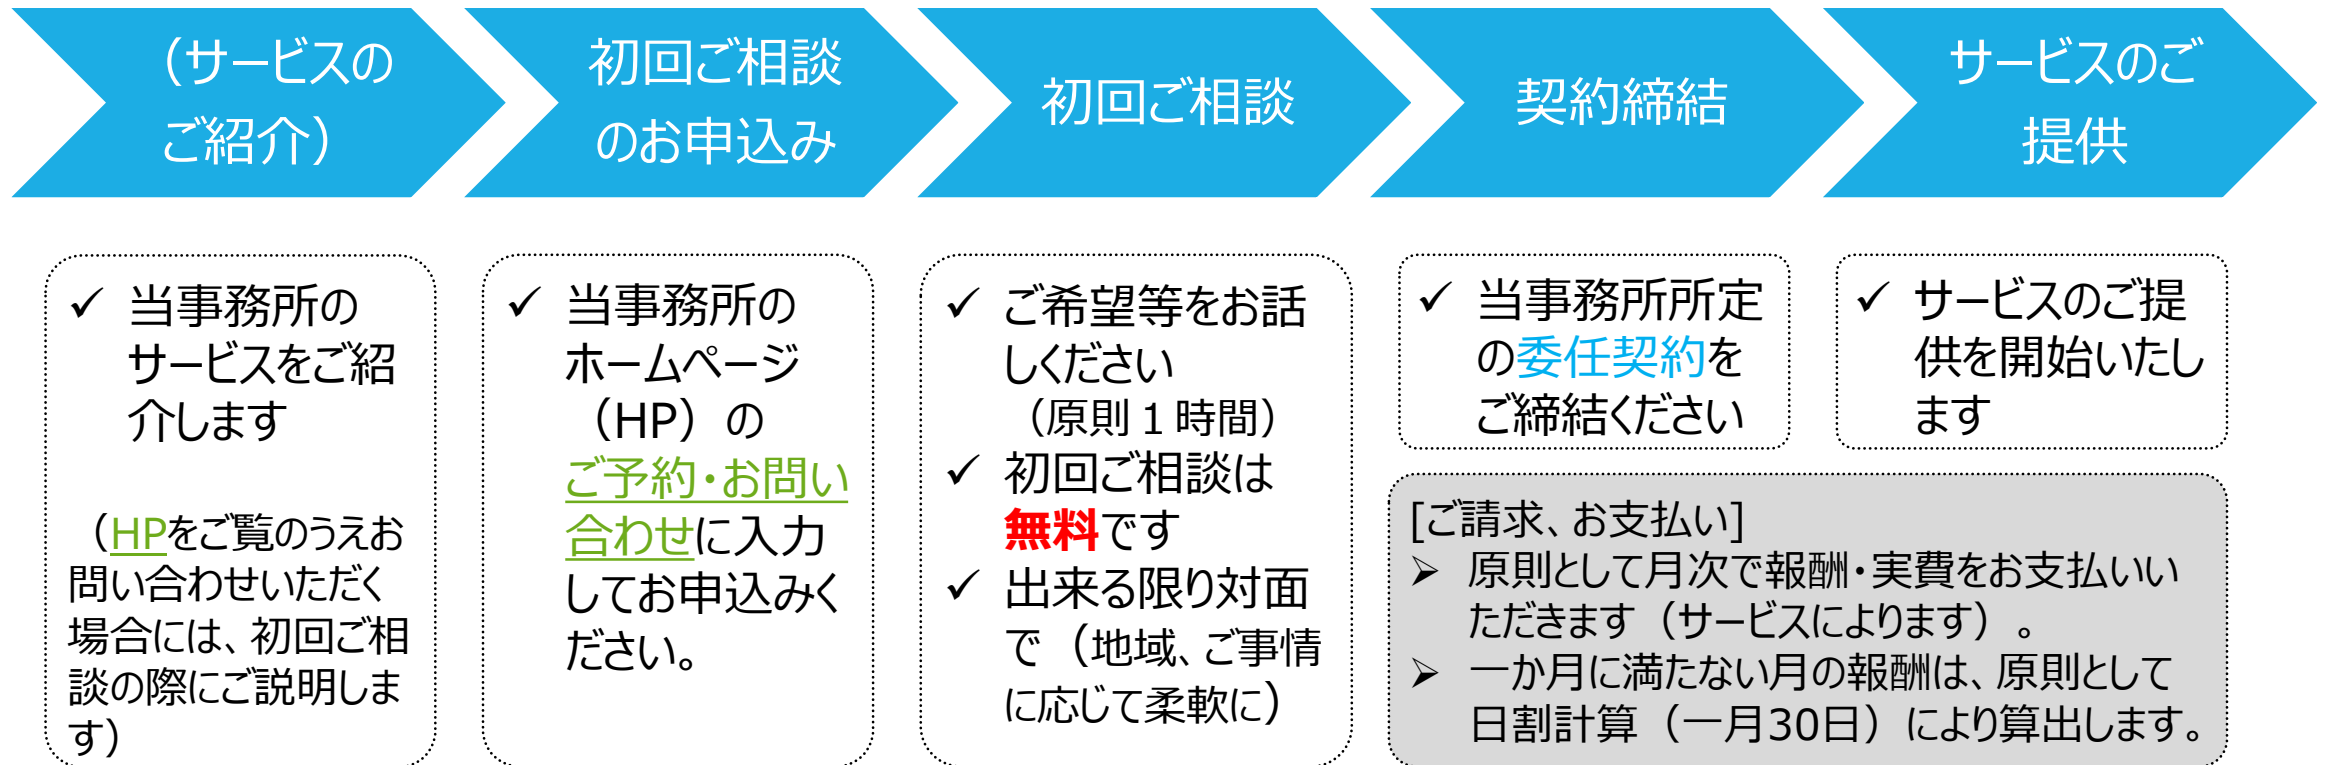 （サービスの
ご紹介）
初回ご相談
のお申込み
初回ご相談
契約締結
サービスのご
提供
✓ 当事務所の
サービスをご紹
介します
（HPをご覧のうえお
問い合わせいただく
場合には、初回ご相
談の際にご説明しま
す）
✓ 当事務所の
ホームページ
（HP）の
ご予約・お問い
合わせに入力
してお申込みく
ださい。
✓ ご希望等をお話
しください
（原則１時間）
✓ 初回ご相談は
無料です
✓ 出来る限り対面
で（地域、ご事情
に応じて柔軟に）
✓ 当事務所所定
の委任契約を
ご締結ください
✓ サービスのご提
供を開始いたし
ます
[ご請求、お支払い]
➢ 原則として月次で報酬・実費をお支払いい
ただきます（サービスによります）。
➢ 一か月に満たない月の報酬は、原則として
日割計算（一月30日）により算出します。